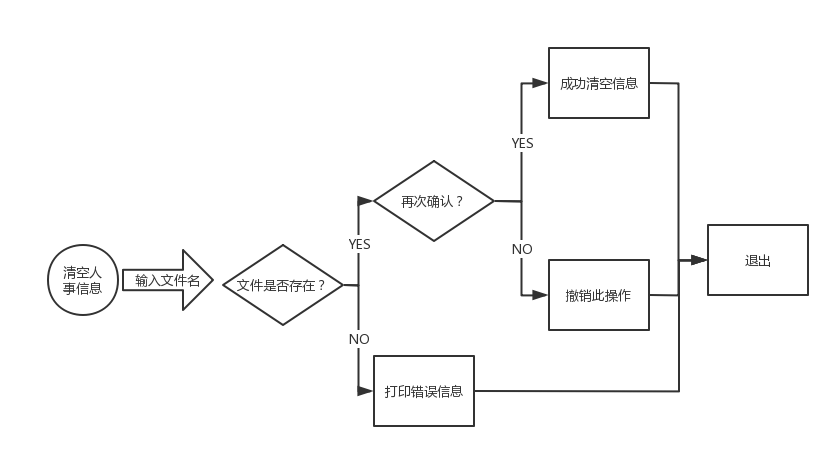 清空人
事信息
输入文件名
文件是否存在？
YES
NO
再次确认？
打印错误信息
YES
NO
成功清空信息
撤销此操作
退出